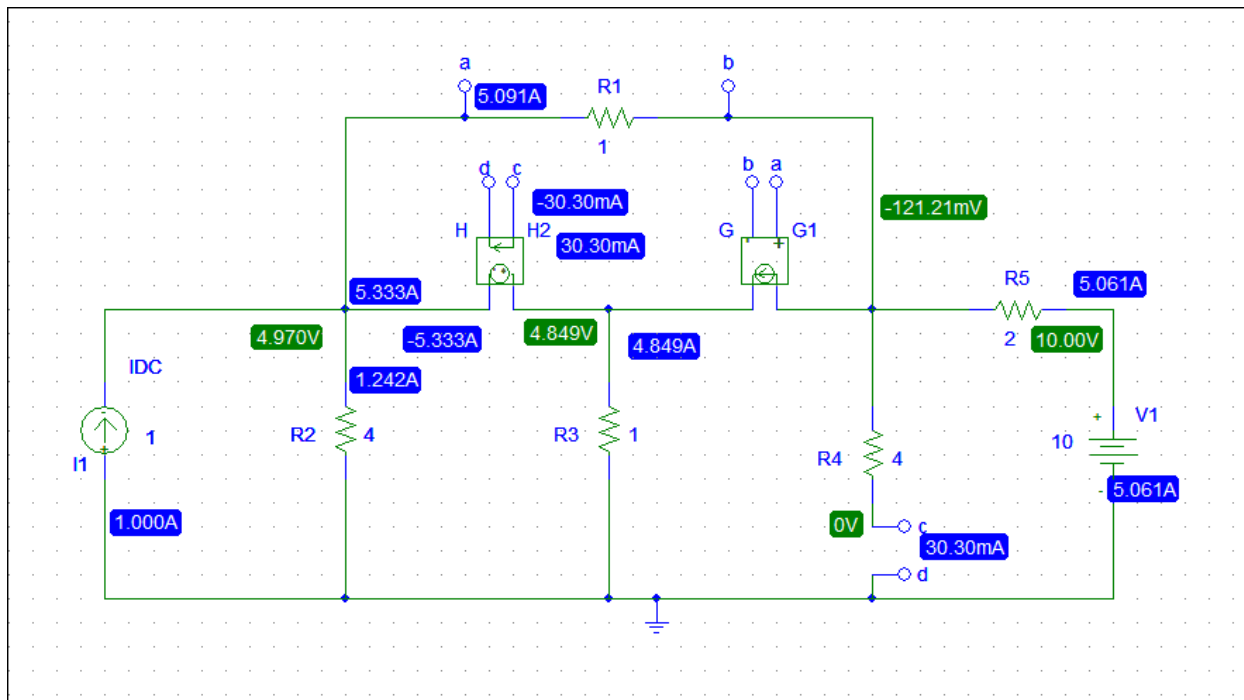 a
b
5.091A
R1
1
d c
b a
-30.30mA
-121.21mV
H H2
30.30mA
G G1
- +
5.333A
R5
5.061A
4.970V
-5.333A
4.849V
4.849A
2
10.00V
IDC
1.242A
-
+
V1
1
R2 4
R3 1
10
R4 4
I1
+
-
5.061A
1.000A
0V
c
30.30mA
d